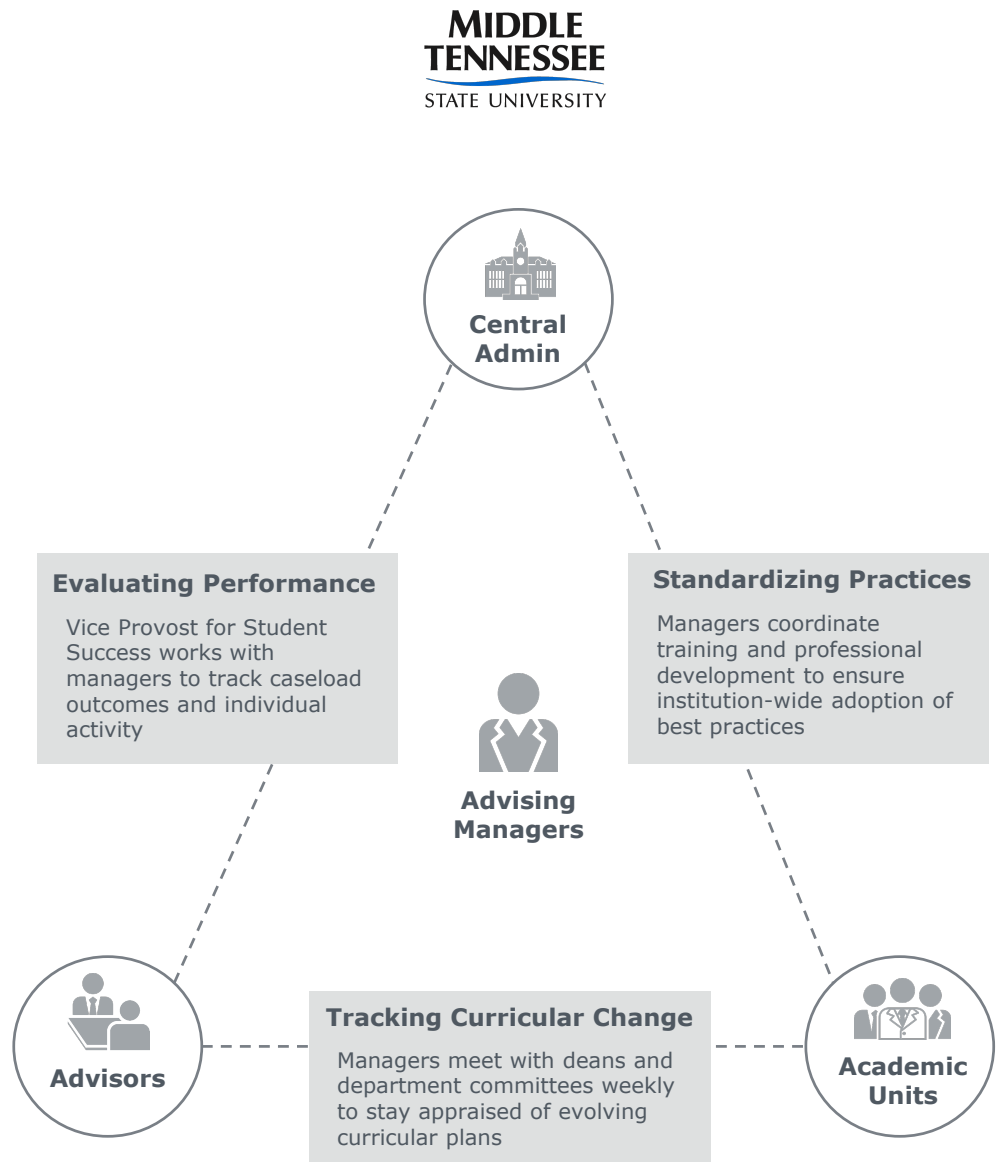 MIDDLE
TENNESSEE
STATE UNIVERSITY
Central
Admin
Evaluating Performance
Vice Provost for Student
Success works with
managers to track caseload
outcomes and individual
activity
Standardizing Practices
Managers coordinate
training and professional
development to ensure
institution-wide adoption of
best practices
Advising
Managers
Advisors
Tracking Curricular Change
Managers meet with deans and
department committees weekly
to stay appraised of evolving
curricular plans
Academic
Units